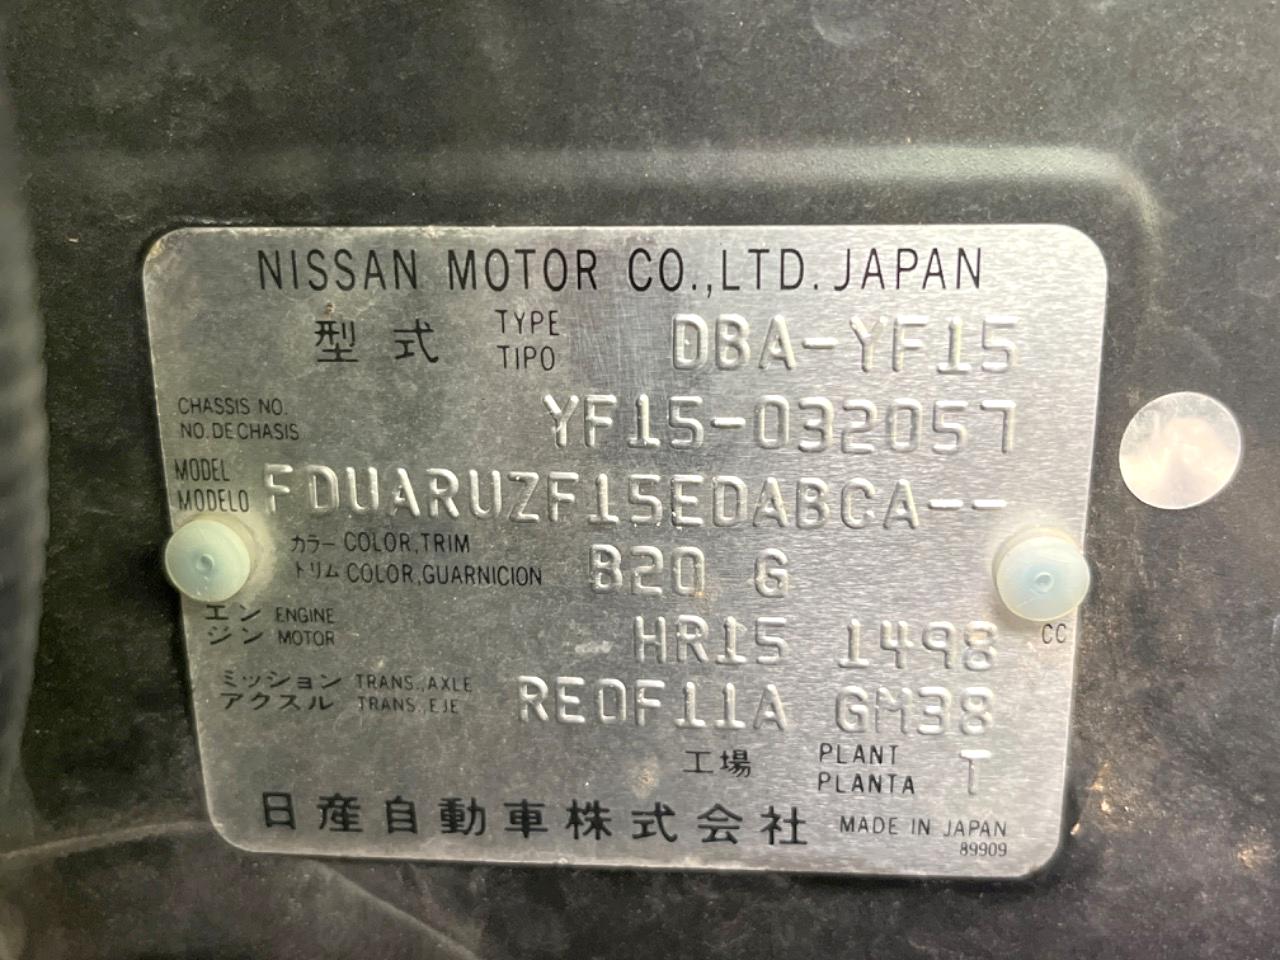 NISSAN MOTOR CO.,LTD. JAPAN
型式 TYPE TIPO DBA-YF15
CHASSIS NO. NO. DE CHASIS YF15-032057
MODEL MODELO FDUARUZF15EDABCA--
カラー COLOR,TRIM
トリム COLOR,GUARNICION B20 G
エン ENGINE
ジン MOTOR HR15 1498 CC
ミッション TRANS.,AXLE
アクスル TRANS.,EJE RE0F11A GM38
工場 PLANT PLANTA T
日産自動車株式会社 MADE IN JAPAN
89909